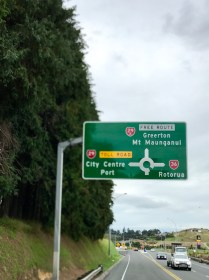 29 FREE ROUTE
Greerton
Mt Maunganui
29 TOLL ROAD
City Centre
Port
36
Rotorua